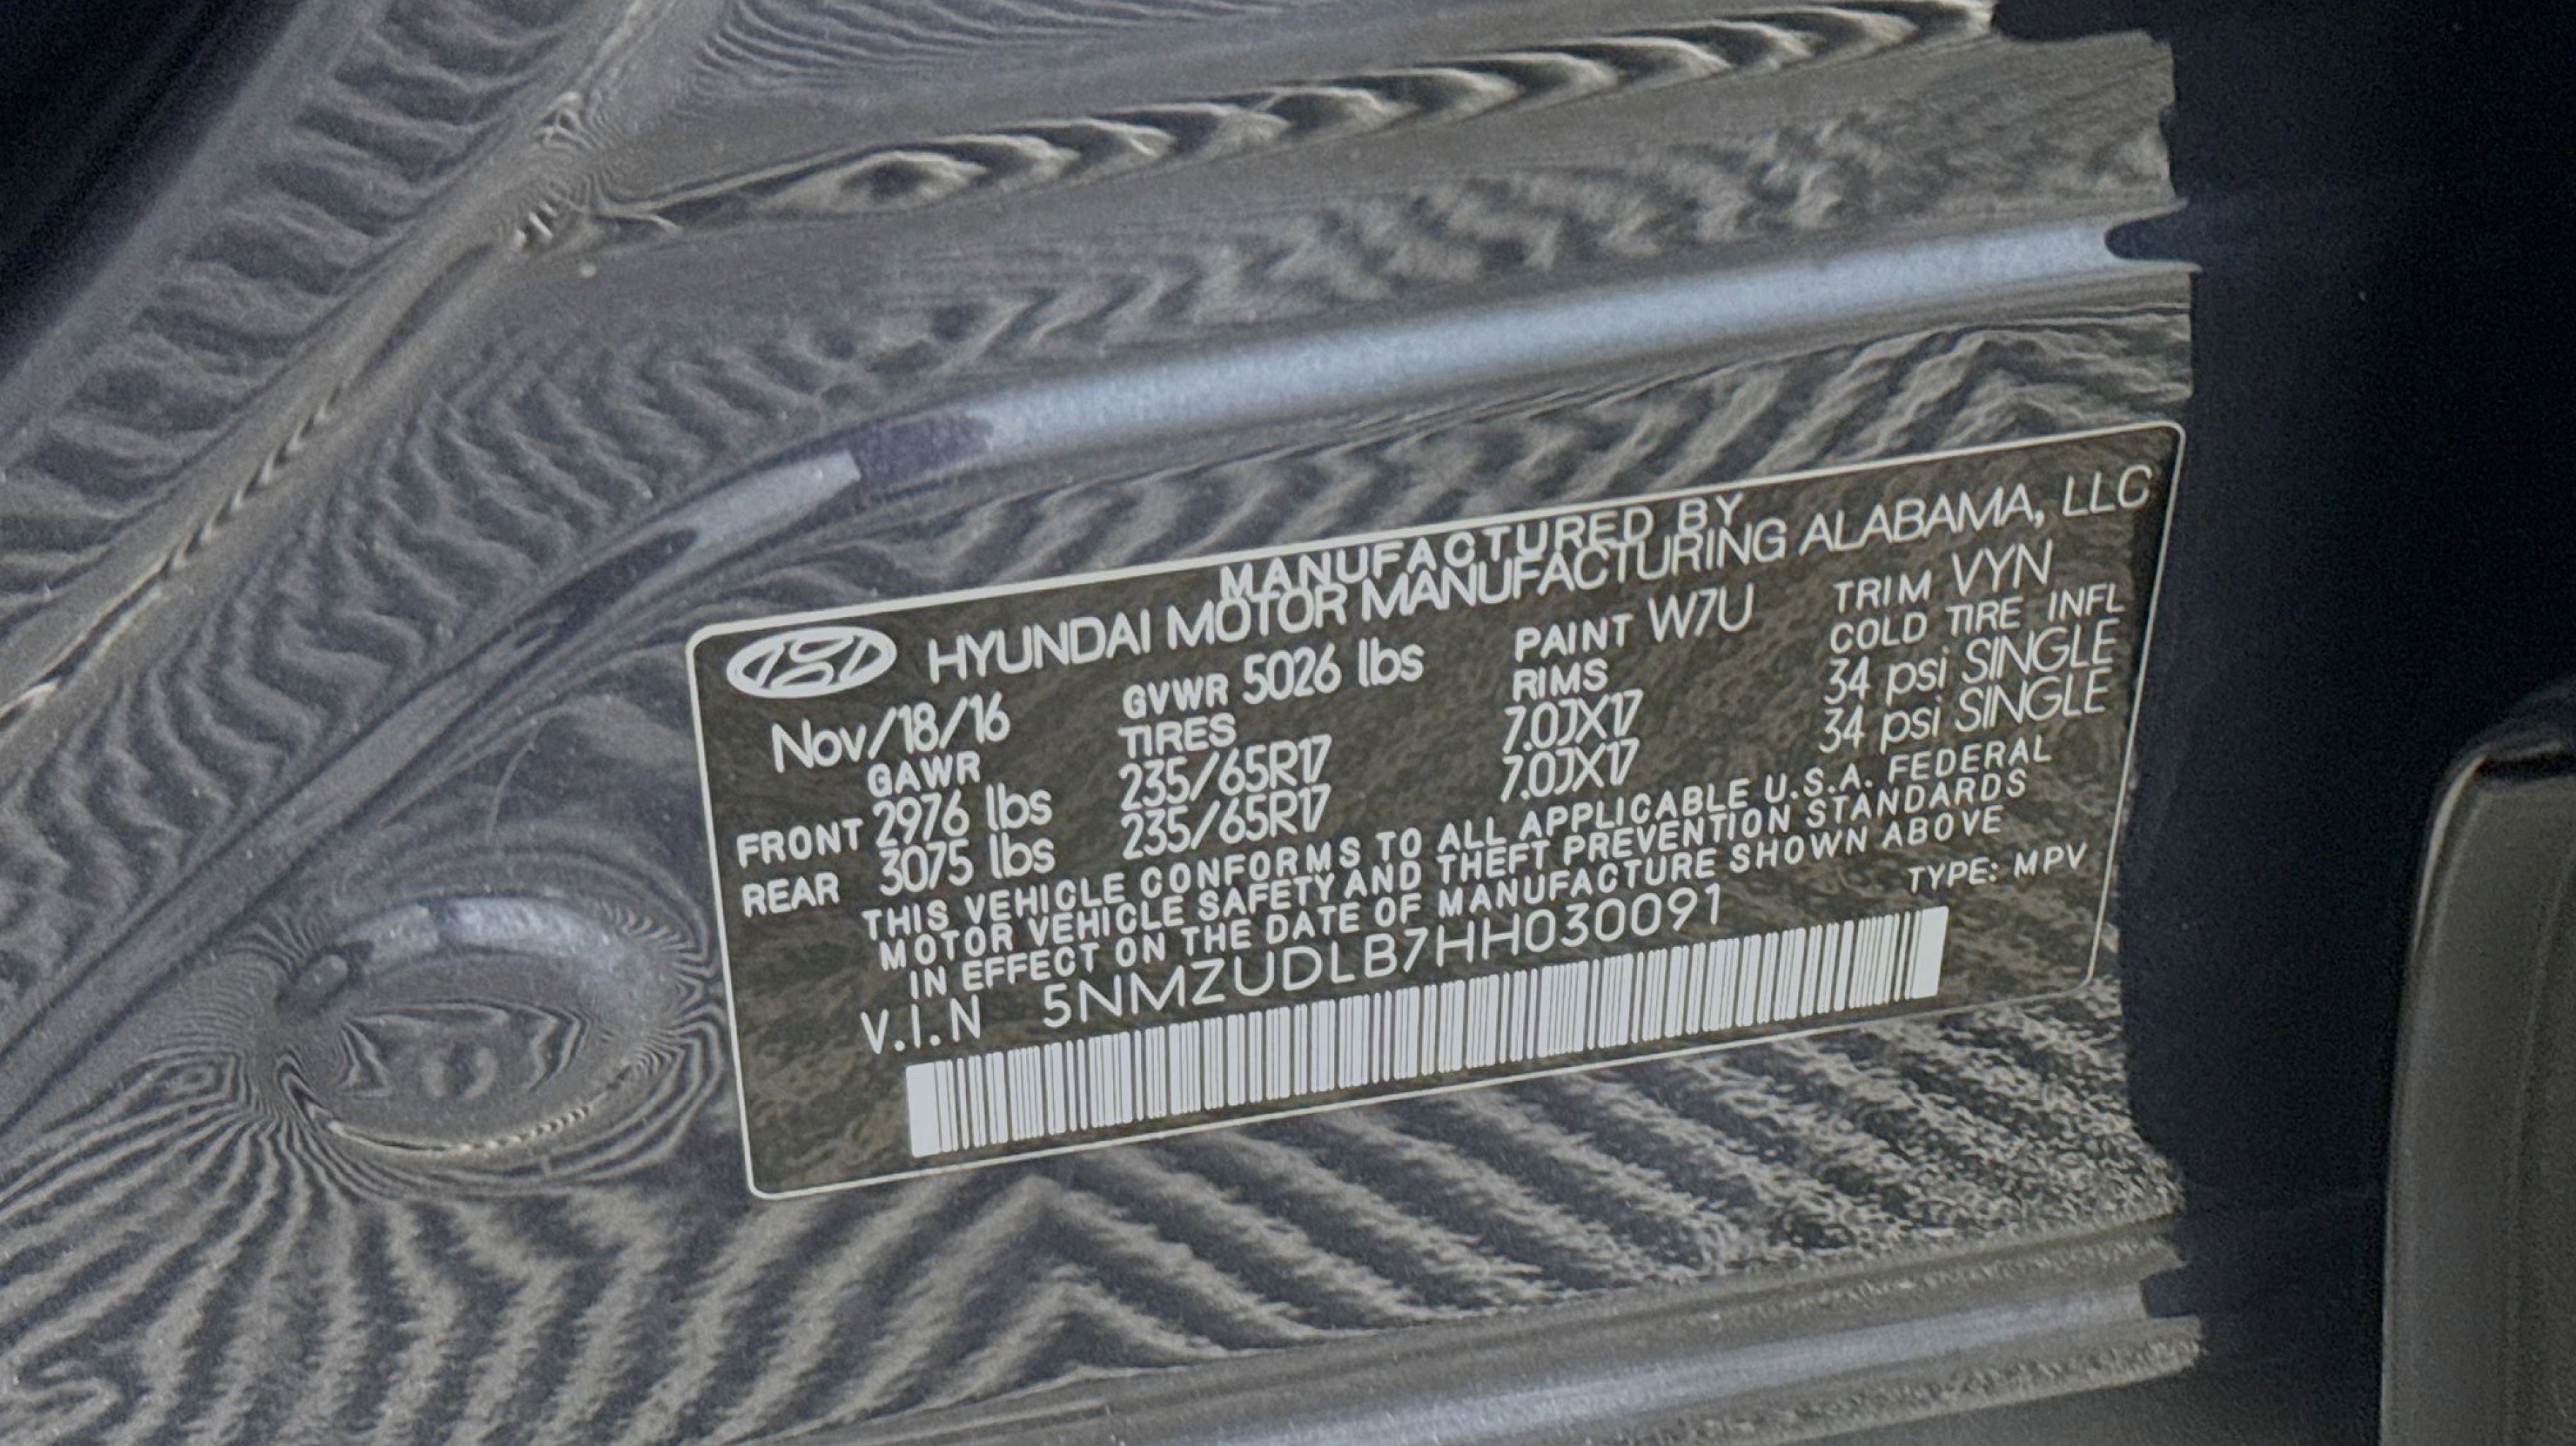 MANUFACTURED BY
HYUNDAI MOTOR MANUFACTURING ALABAMA, LLC
Nov/18/16 GVWR 5026 lbs PAINT W7U TRIM VYN
GAWR TIRES RIMS COLD TIRE INFL
FRONT 2976 lbs 235/65R17 7.0JX17 34 psi SINGLE
REAR 3075 lbs 235/65R17 7.0JX17 34 psi SINGLE
THIS VEHICLE CONFORMS TO ALL APPLICABLE U.S.A. FEDERAL
MOTOR VEHICLE SAFETY AND THEFT PREVENTION STANDARDS
IN EFFECT ON THE DATE OF MANUFACTURE SHOWN ABOVE
V.I.N 5NMZUDLB7HH030091 TYPE: MPV